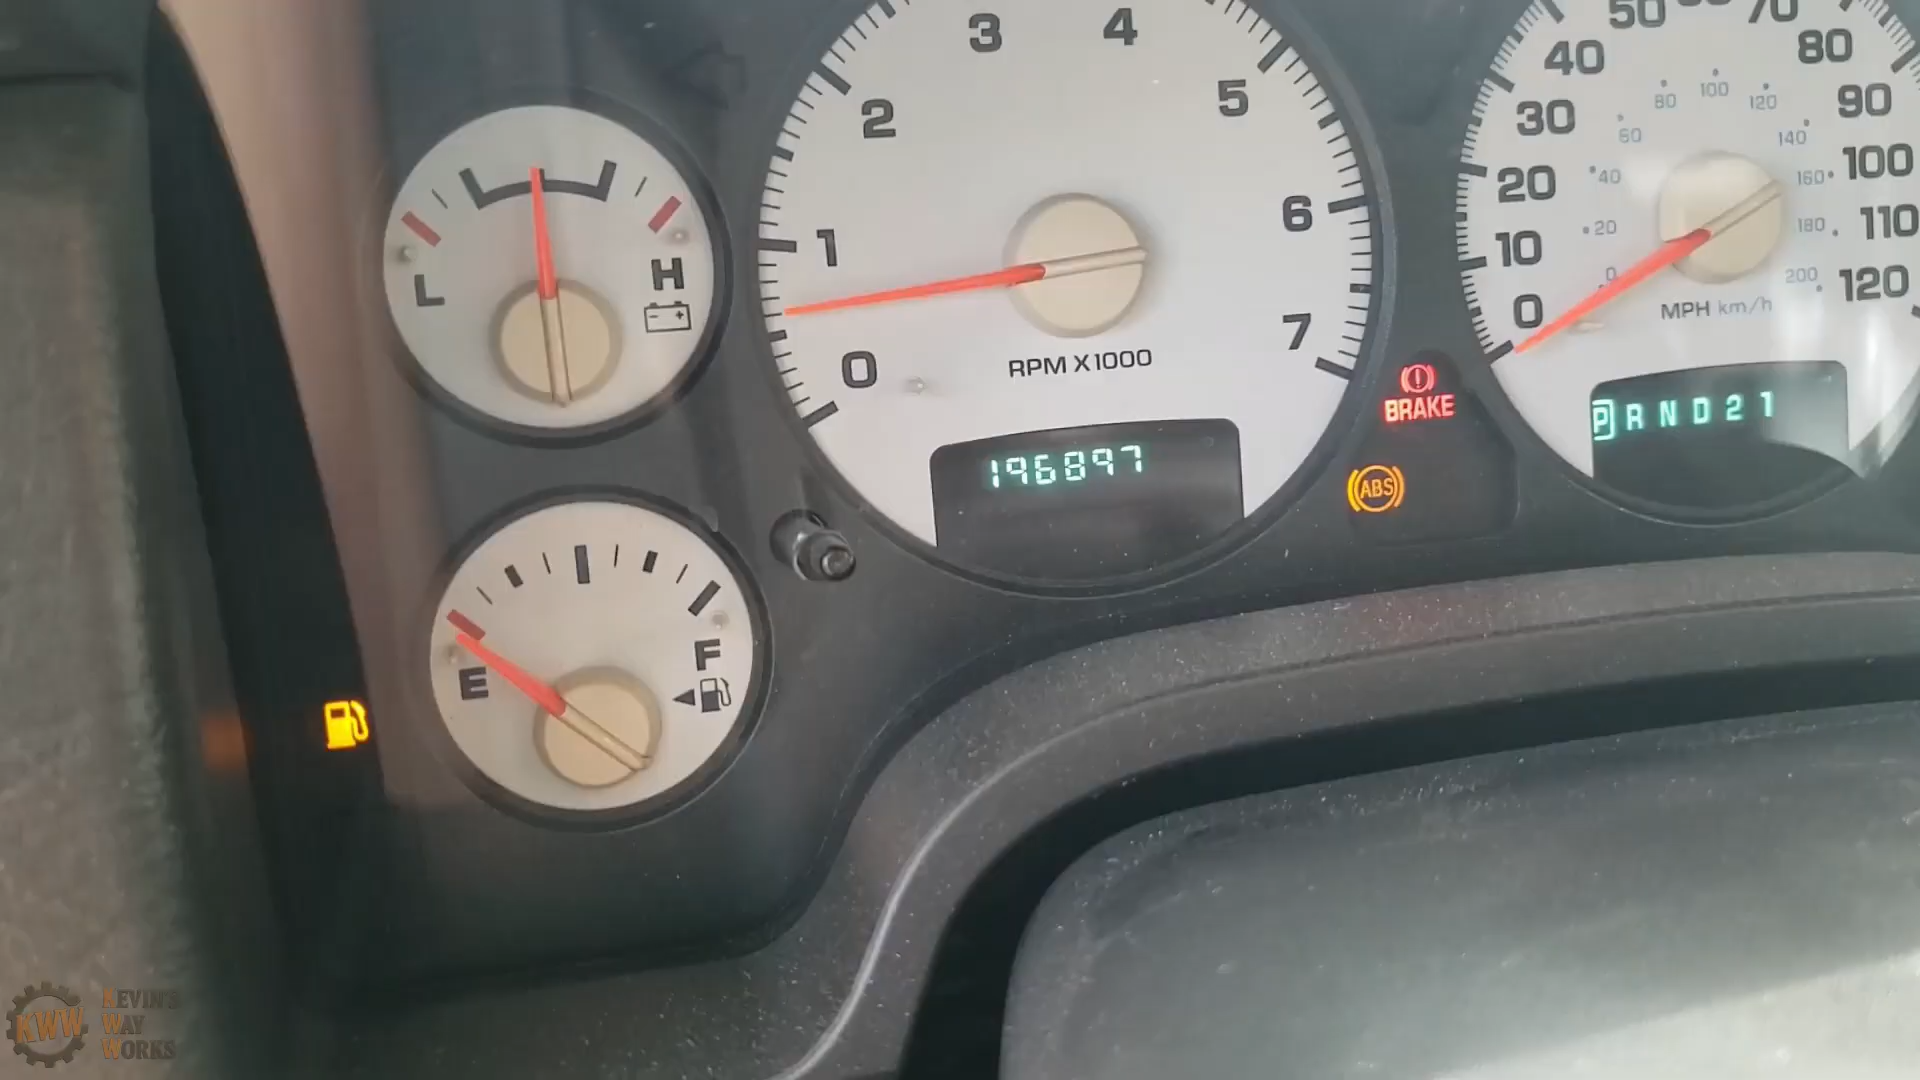 3
4
2
5
1
6
0
7
RPM X1000
196897
L
H
E
F
50
70
40
80
30
90
20
100
10
110
0
120
80
100
120
60
140
40
160
20
180
0
200
MPH km/h
P R N D 2 1
BRAKE
ABS
KWW
KEVIN'S
WAY
WORKS